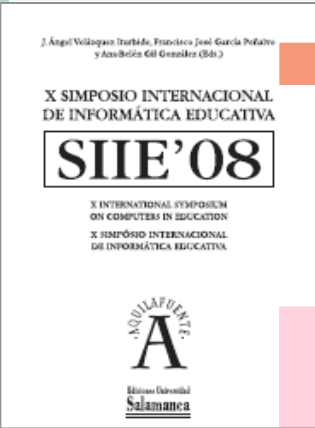 J. Ángel Velázquez Iturbide, Francisco José García Peñalvo
y Ana Belén Gil González (Eds.)
X SIMPOSIO INTERNACIONAL
DE INFORMÁTICA EDUCATIVA
SIIE’08
X INTERNATIONAL SYMPOSIUM
ON COMPUTERS IN EDUCATION
X SIMPÓSIO INTERNACIONAL
DE INFORMÁTICA EDUCATIVA
·AQUILAFUENTE·
A
Ediciones Universidad
Salamanca